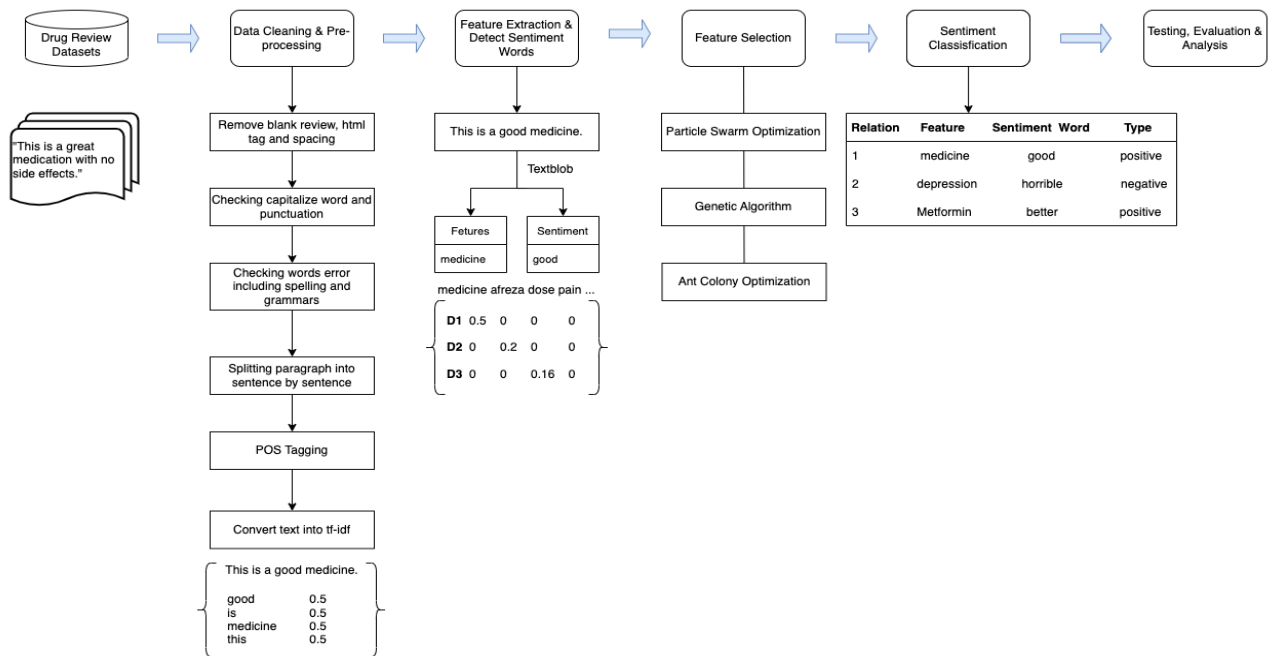 Drug Review
Datasets
Data Cleaning & Pre-
processing
Feature Extraction &
Detect Sentiment
Words
Feature Selection
Sentiment
Classisfication
Testing, Evaluation &
Analysis
"This is a great
medication with no
side effects."
Remove blank review, html
tag and spacing
Checking capitalize word and
punctuation
Checking words error
including spelling and
grammars
Splitting paragraph into
sentence by sentence
POS Tagging
Convert text into tf-idf
This is a good medicine.
good 0.5
is 0.5
medicine 0.5
this 0.5
This is a good medicine.
Textblob
Fetures
medicine
Sentiment
good
medicine afreza dose pain ...
D1 0.5 0 0 0
D2 0 0.2 0 0
D3 0 0 0.16 0
Particle Swarm Optimization
Genetic Algorithm
Ant Colony Optimization
Relation Feature Sentiment Word Type
1 medicine good positive
2 depression horrible negative
3 Metformin better positive